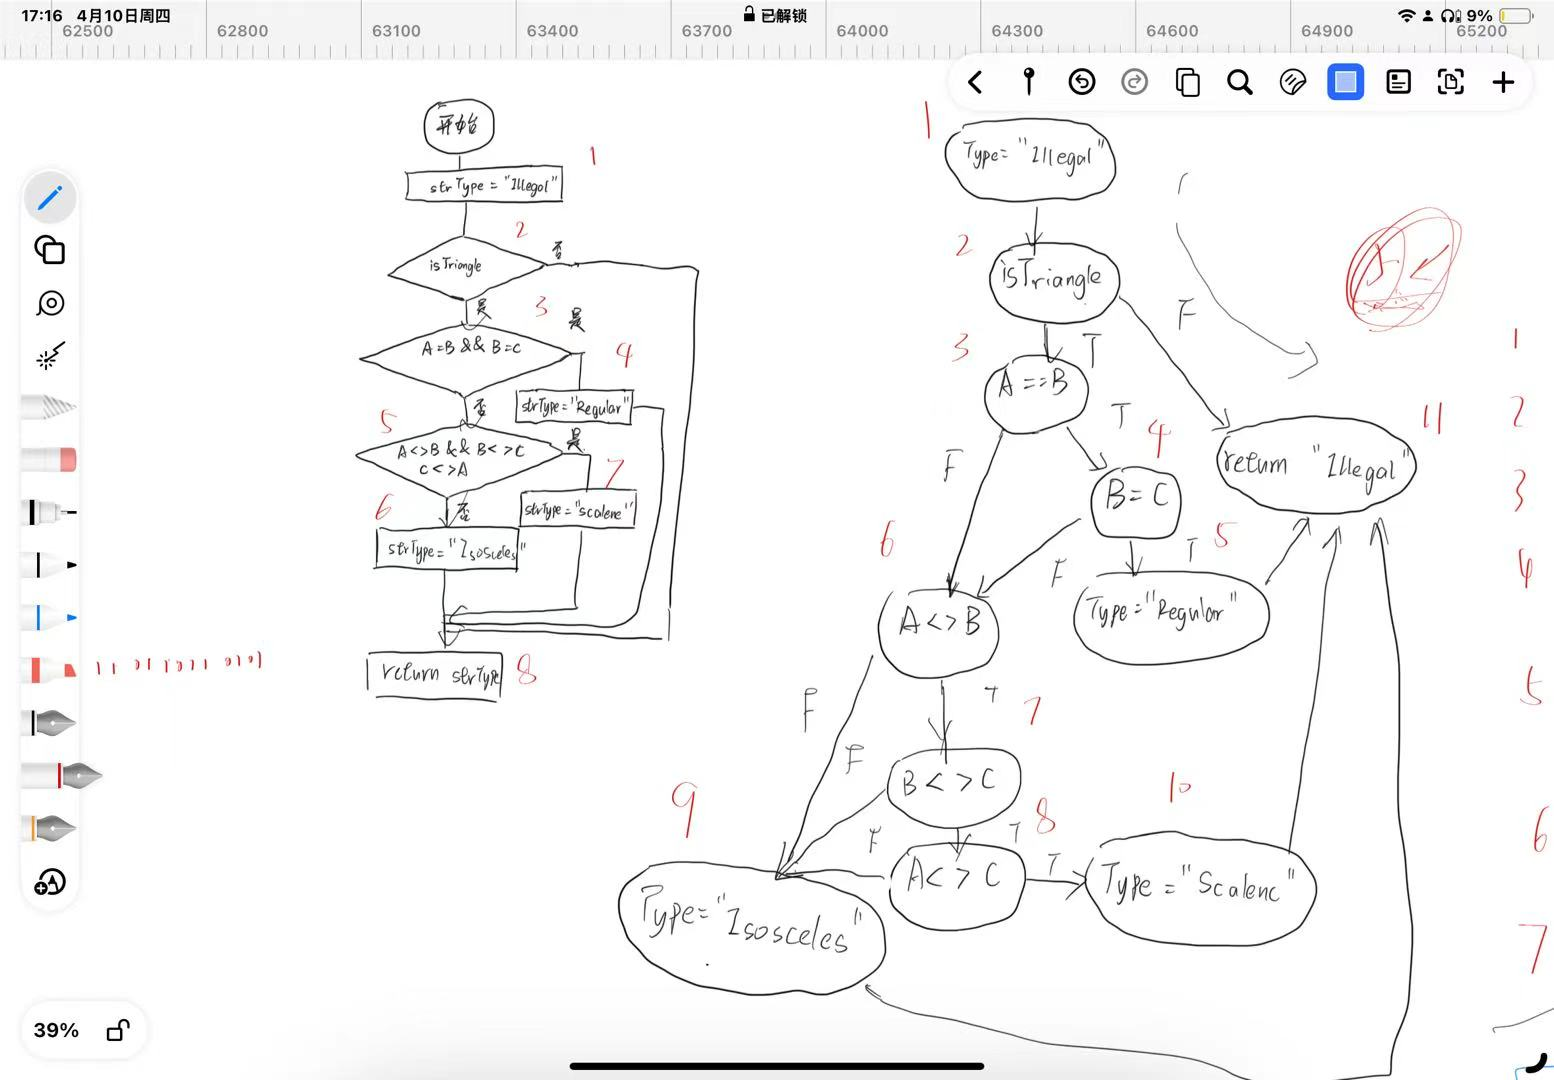 17:16 4月10日周四
已解锁
9%
62500 62800 63100 63400 63700 64000 64300 64600 64900 65200
开始
1
strType = "Illegal"
2
isTriangle
否
是
3
A=B && B=C
是
4
strType="Regular"
否
5
A<>B && B<>C
C<>A
是
7
strType="scalene"
6
否
strType="Isosceles"
return strType
8
1
Type="Illegal"
2
isTriangle
F
T
3
A==B
T
4
F
B=C
11
return "Illegal"
T
5
F
Type="Regular"
6
A<>B
T
F
7
B<>C
F
T
8
A<>C
F
T
9
Type="Isosceles"
10
Type="Scalenc"
1
2
3
4
5
6
7
39%